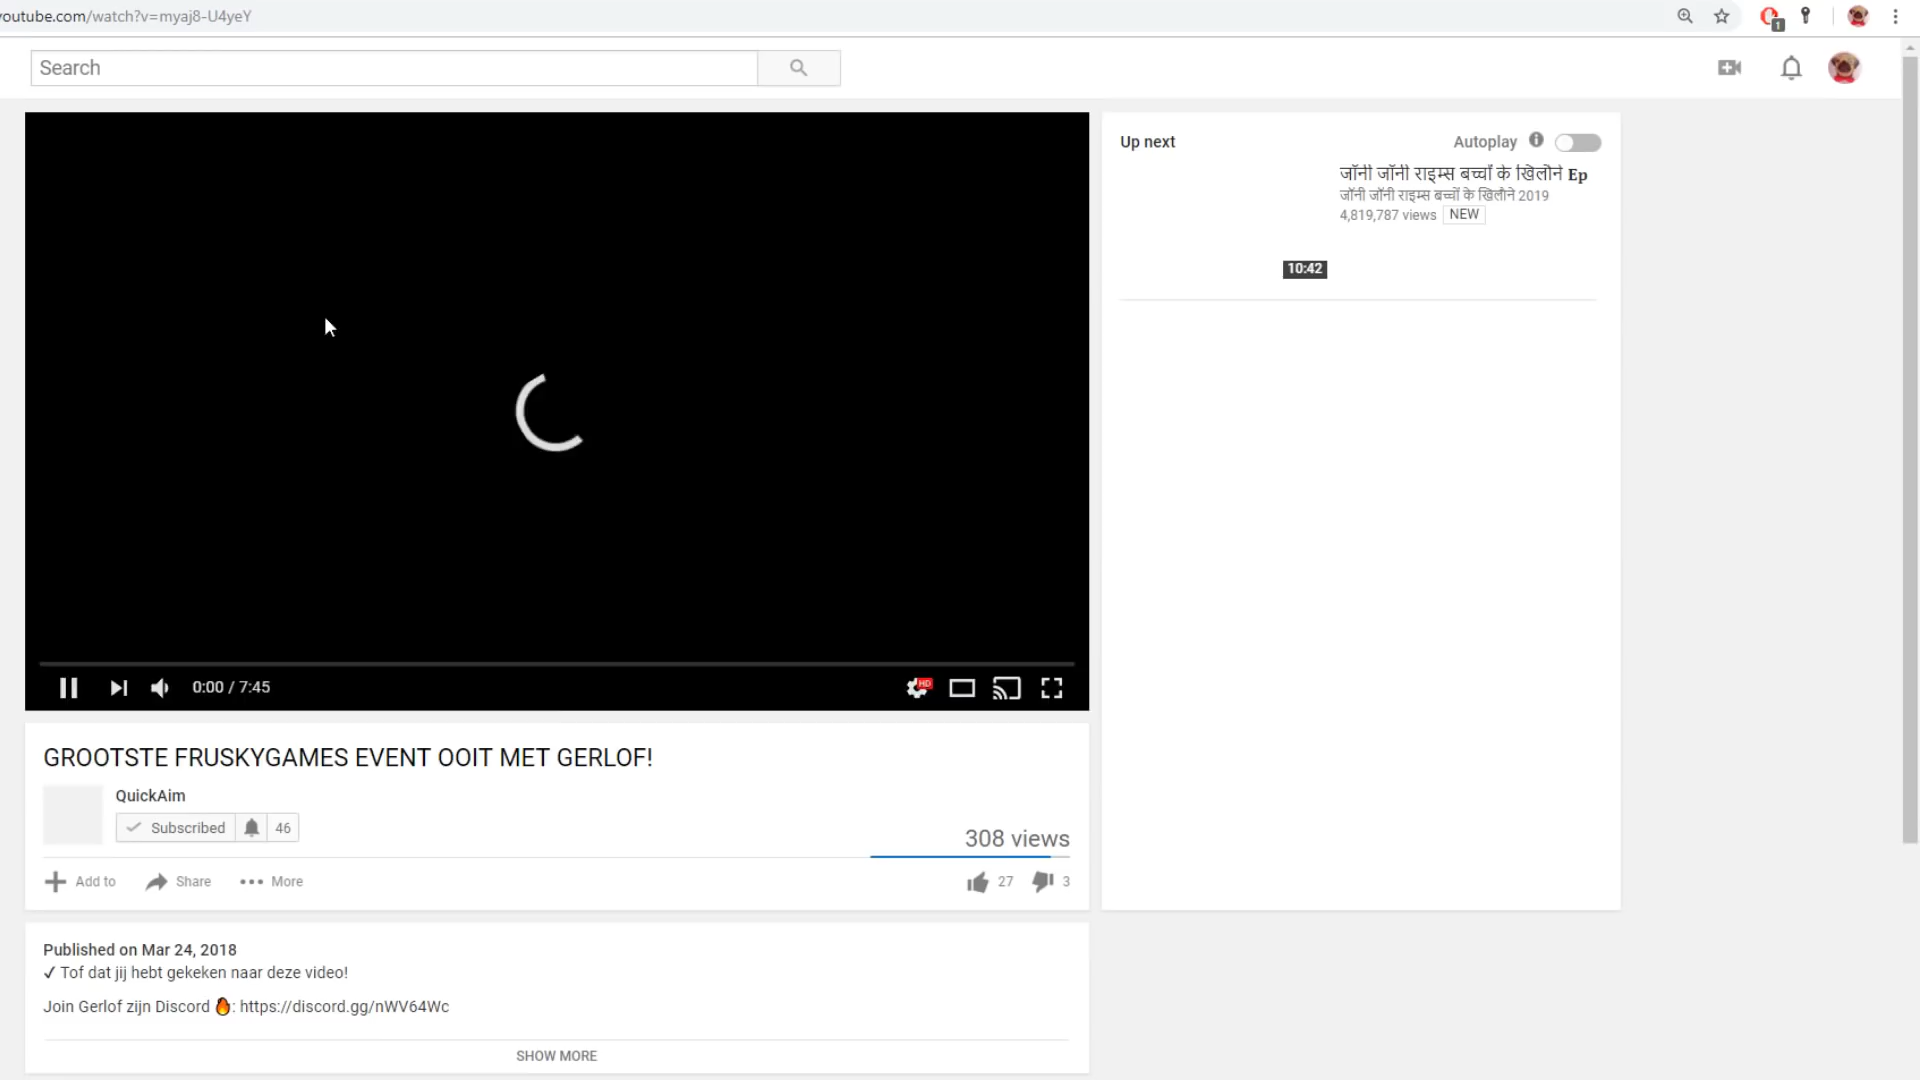 youtube.com/watch?v=myaj8-U4yeY
1
Search
Up next
Autoplay
जॉनी जॉनी राइम्स बच्चों के खिलौने Ep
जॉनी जॉनी राइम्स बच्चों के खिलौने 2019
4,819,787 views NEW
10:42
0:00 / 7:45
HD
GROOTSTE FRUSKYGAMES EVENT OOIT MET GERLOF!
QuickAim
Subscribed 46
308 views
Add to Share More 27 3
Published on Mar 24, 2018
✓ Tof dat jij hebt gekeken naar deze video!
Join Gerlof zijn Discord 🔥: https://discord.gg/nWV64Wc
SHOW MORE